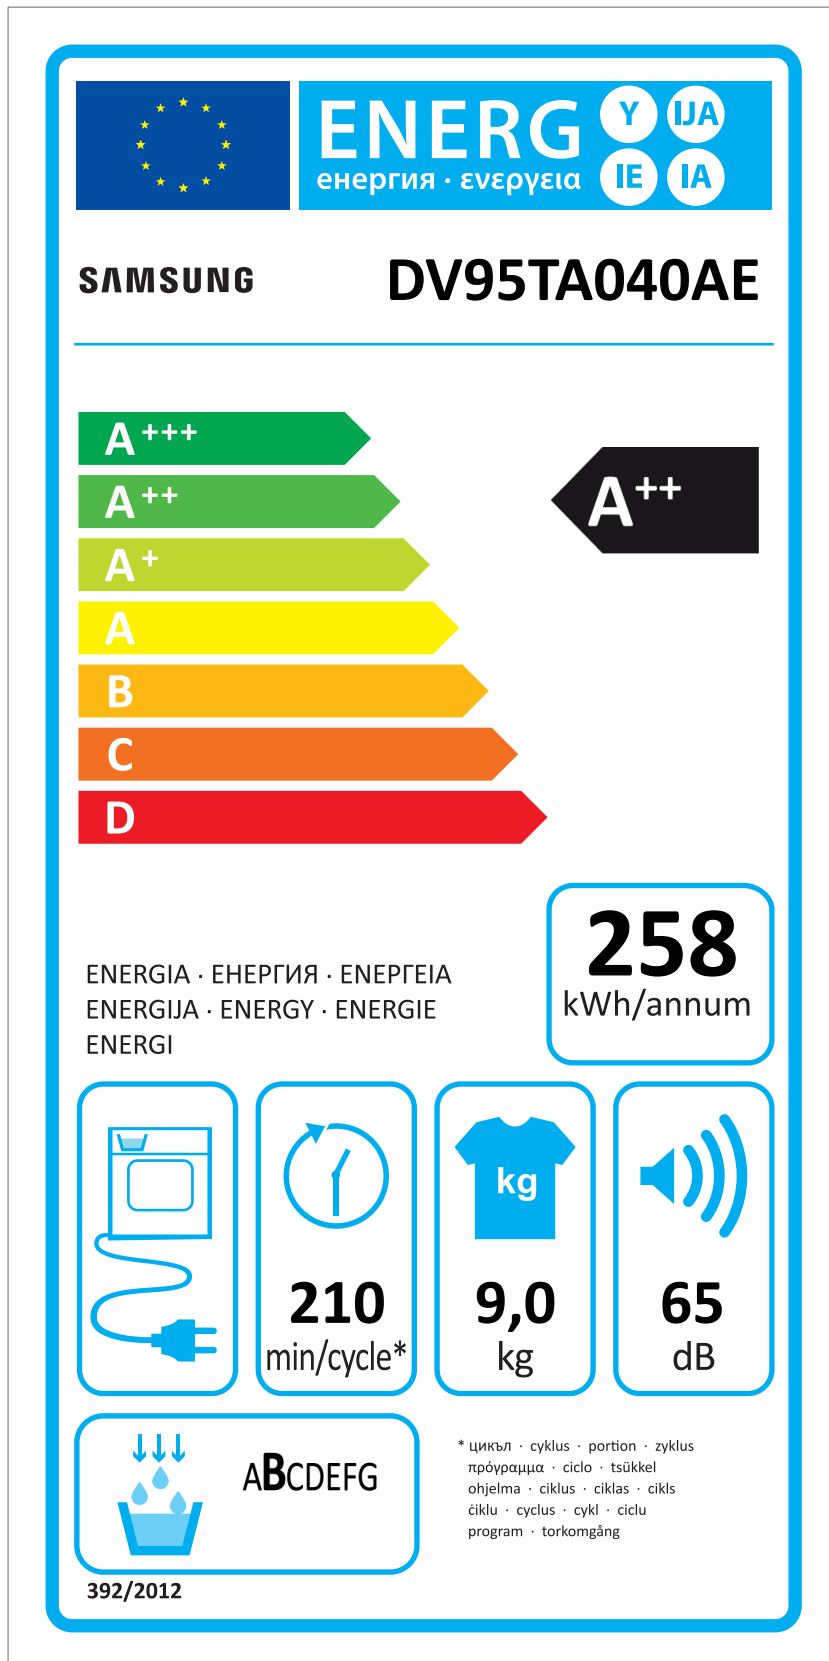 ENERG Y IJA
енергия · ενεργεια IE IA
SAMSUNG DV95TA040AE
A+++
A++
A++
A+
A
B
C
D
258
kWh/annum
ENERGIA · ЕНЕРГИЯ · ΕΝΕΡΓΕΙΑ
ENERGIJA · ENERGY · ENERGIE
ENERGI
kg
210
min/cycle*
9,0
kg
65
dB
ABCDEFG
* цикъл · cyklus · portion · zyklus
πρόγραμμα · ciclo · tsükkel
ohjelma · ciklus · ciklas · cikls
ċiklu · cyclus · cykl · ciclu
program · torkomgång
392/2012